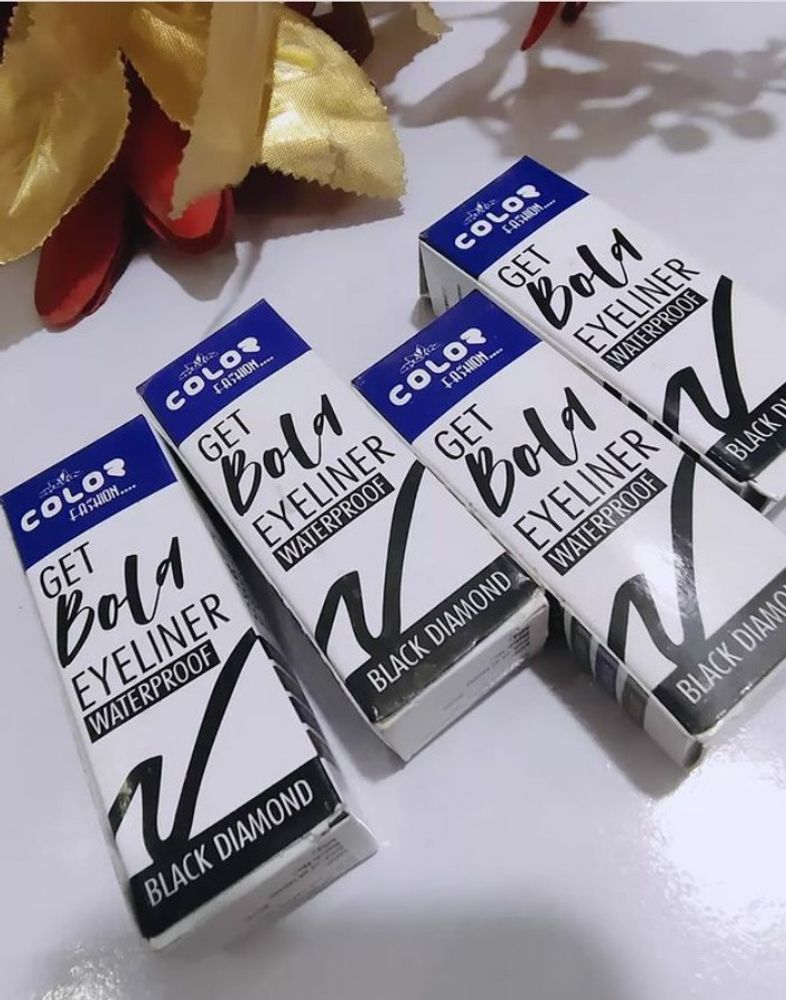 COLOR
FASHION....
GET
Bold
EYELINER
WATERPROOF
BLACK DIAMOND
COLOR
FASHION....
GET
Bold
EYELINER
WATERPROOF
BLACK DIAMOND
COLOR
FASHION....
GET
Bold
EYELINER
WATERPROOF
BLACK DIAMO
COLOR
FASHION....
GET
Bold
EYELINER
WATERPROOF
BLACK D